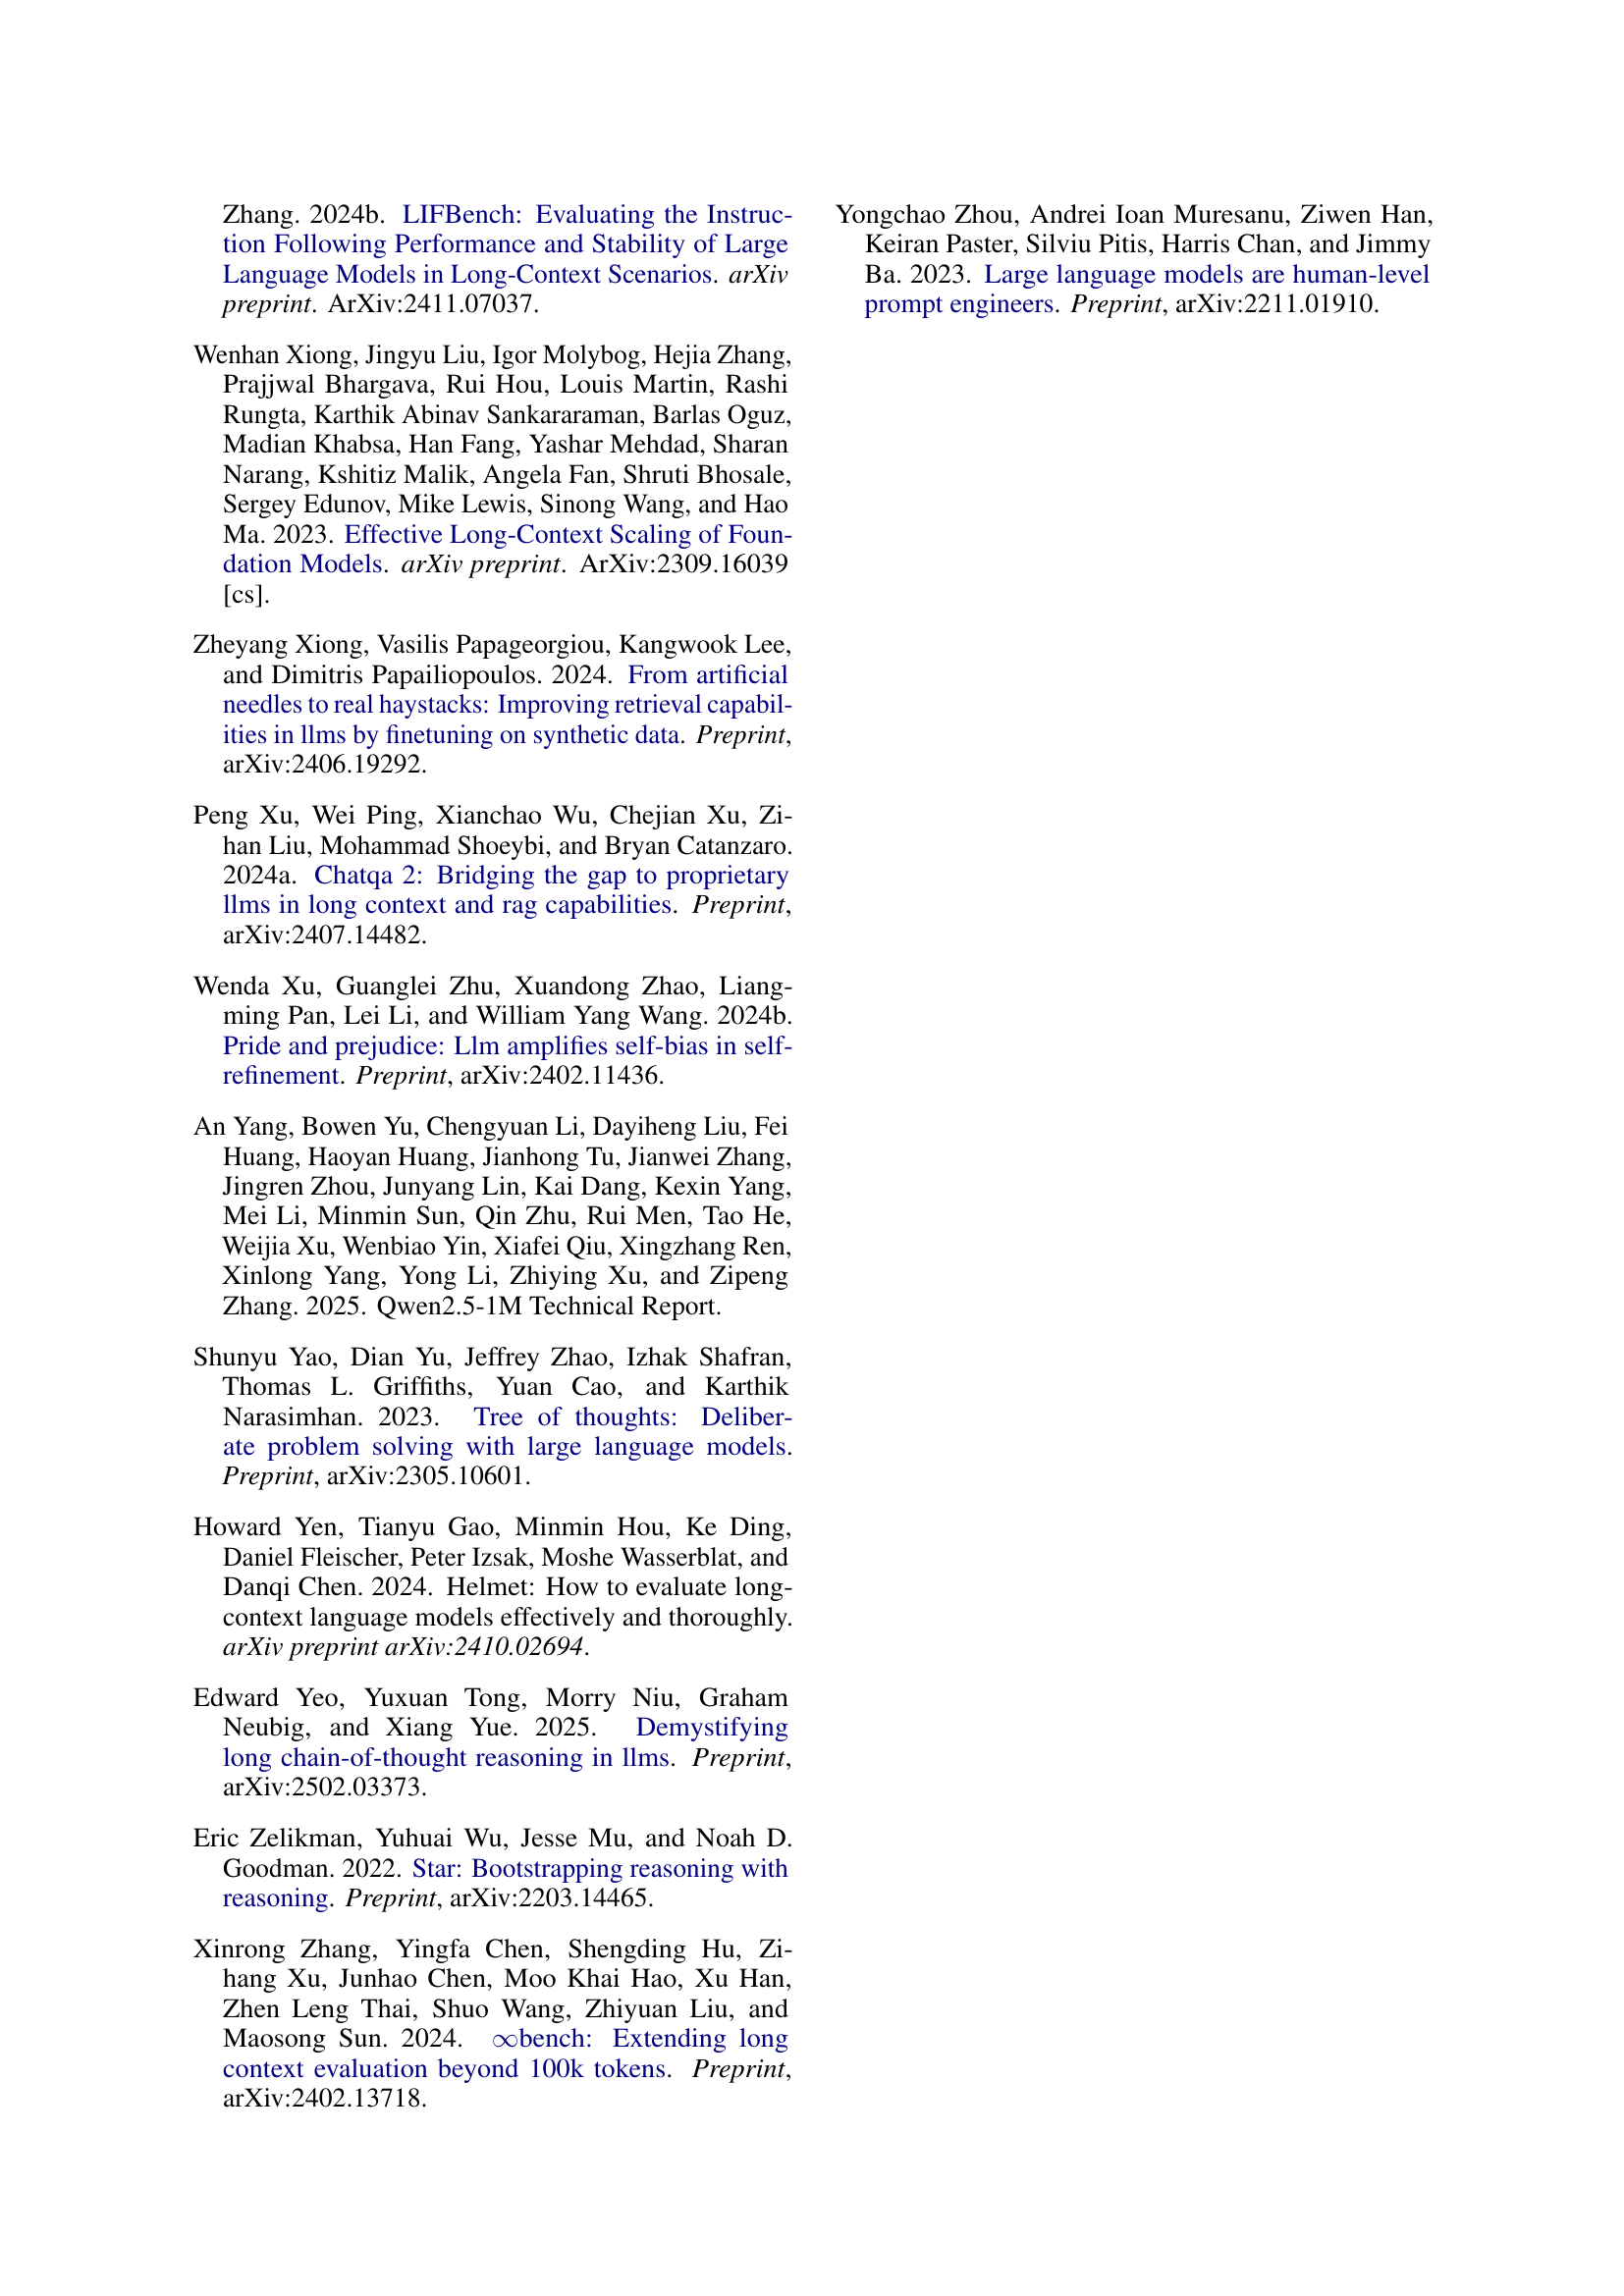 Zhang. 2024b. LIFBench: Evaluating the Instruc-
tion Following Performance and Stability of Large
Language Models in Long-Context Scenarios. arXiv
preprint. ArXiv:2411.07037.
Wenhan Xiong, Jingyu Liu, Igor Molybog, Hejia Zhang,
Prajjwal Bhargava, Rui Hou, Louis Martin, Rashi
Rungta, Karthik Abinav Sankararaman, Barlas Oguz,
Madian Khabsa, Han Fang, Yashar Mehdad, Sharan
Narang, Kshitiz Malik, Angela Fan, Shruti Bhosale,
Sergey Edunov, Mike Lewis, Sinong Wang, and Hao
Ma. 2023. Effective Long-Context Scaling of Foun-
dation Models. arXiv preprint. ArXiv:2309.16039
[cs].
Zheyang Xiong, Vasilis Papageorgiou, Kangwook Lee,
and Dimitris Papailiopoulos. 2024. From artificial
needles to real haystacks: Improving retrieval capabil-
ities in llms by finetuning on synthetic data. Preprint,
arXiv:2406.19292.
Peng Xu, Wei Ping, Xianchao Wu, Chejian Xu, Zi-
han Liu, Mohammad Shoeybi, and Bryan Catanzaro.
2024a. Chatqa 2: Bridging the gap to proprietary
llms in long context and rag capabilities. Preprint,
arXiv:2407.14482.
Wenda Xu, Guanglei Zhu, Xuandong Zhao, Liang-
ming Pan, Lei Li, and William Yang Wang. 2024b.
Pride and prejudice: Llm amplifies self-bias in self-
refinement. Preprint, arXiv:2402.11436.
An Yang, Bowen Yu, Chengyuan Li, Dayiheng Liu, Fei
Huang, Haoyan Huang, Jianhong Tu, Jianwei Zhang,
Jingren Zhou, Junyang Lin, Kai Dang, Kexin Yang,
Mei Li, Minmin Sun, Qin Zhu, Rui Men, Tao He,
Weijia Xu, Wenbiao Yin, Xiafei Qiu, Xingzhang Ren,
Xinlong Yang, Yong Li, Zhiying Xu, and Zipeng
Zhang. 2025. Qwen2.5-1M Technical Report.
Shunyu Yao, Dian Yu, Jeffrey Zhao, Izhak Shafran,
Thomas L. Griffiths, Yuan Cao, and Karthik
Narasimhan. 2023. Tree of thoughts: Deliber-
ate problem solving with large language models.
Preprint, arXiv:2305.10601.
Howard Yen, Tianyu Gao, Minmin Hou, Ke Ding,
Daniel Fleischer, Peter Izsak, Moshe Wasserblat, and
Danqi Chen. 2024. Helmet: How to evaluate long-
context language models effectively and thoroughly.
arXiv preprint arXiv:2410.02694.
Edward Yeo, Yuxuan Tong, Morry Niu, Graham
Neubig, and Xiang Yue. 2025. Demystifying
long chain-of-thought reasoning in llms. Preprint,
arXiv:2502.03373.
Eric Zelikman, Yuhuai Wu, Jesse Mu, and Noah D.
Goodman. 2022. Star: Bootstrapping reasoning with
reasoning. Preprint, arXiv:2203.14465.
Xinrong Zhang, Yingfa Chen, Shengding Hu, Zi-
hang Xu, Junhao Chen, Moo Khai Hao, Xu Han,
Zhen Leng Thai, Shuo Wang, Zhiyuan Liu, and
Maosong Sun. 2024. ∞bench: Extending long
context evaluation beyond 100k tokens. Preprint,
arXiv:2402.13718.
Yongchao Zhou, Andrei Ioan Muresanu, Ziwen Han,
Keiran Paster, Silviu Pitis, Harris Chan, and Jimmy
Ba. 2023. Large language models are human-level
prompt engineers. Preprint, arXiv:2211.01910.